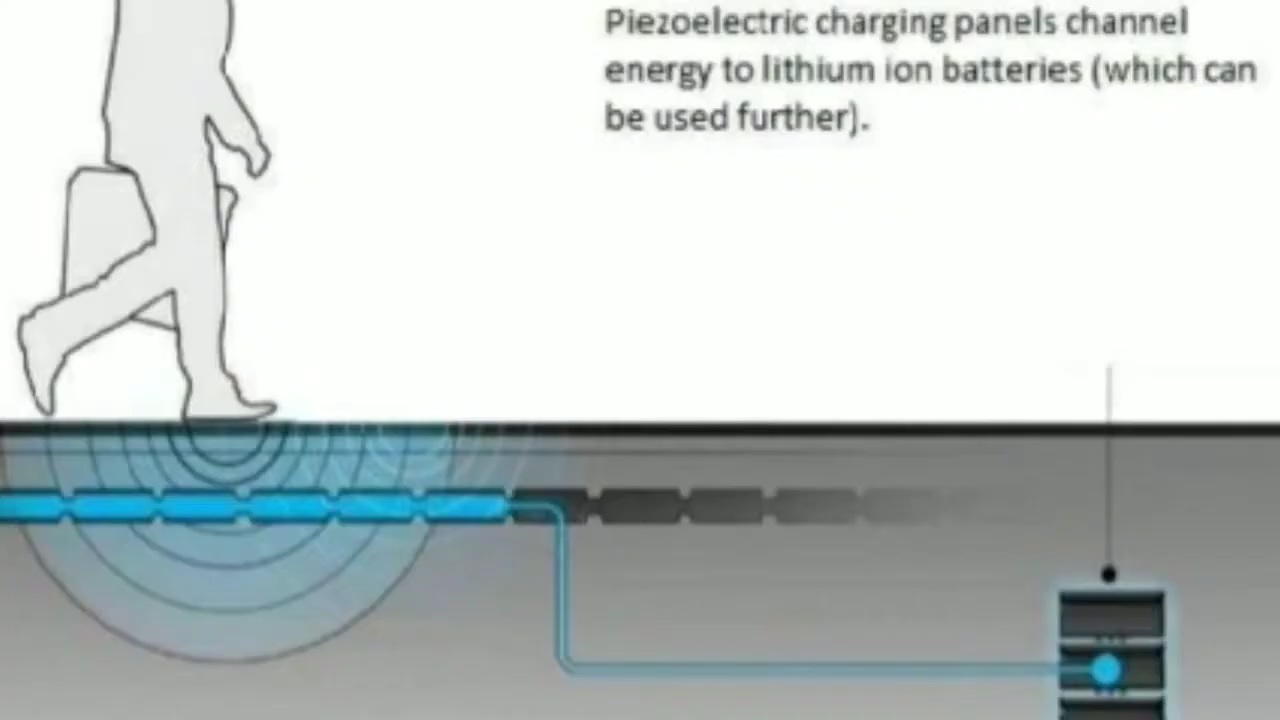 Piezoelectric charging panels channel
energy to lithium ion batteries (which can
be used further).